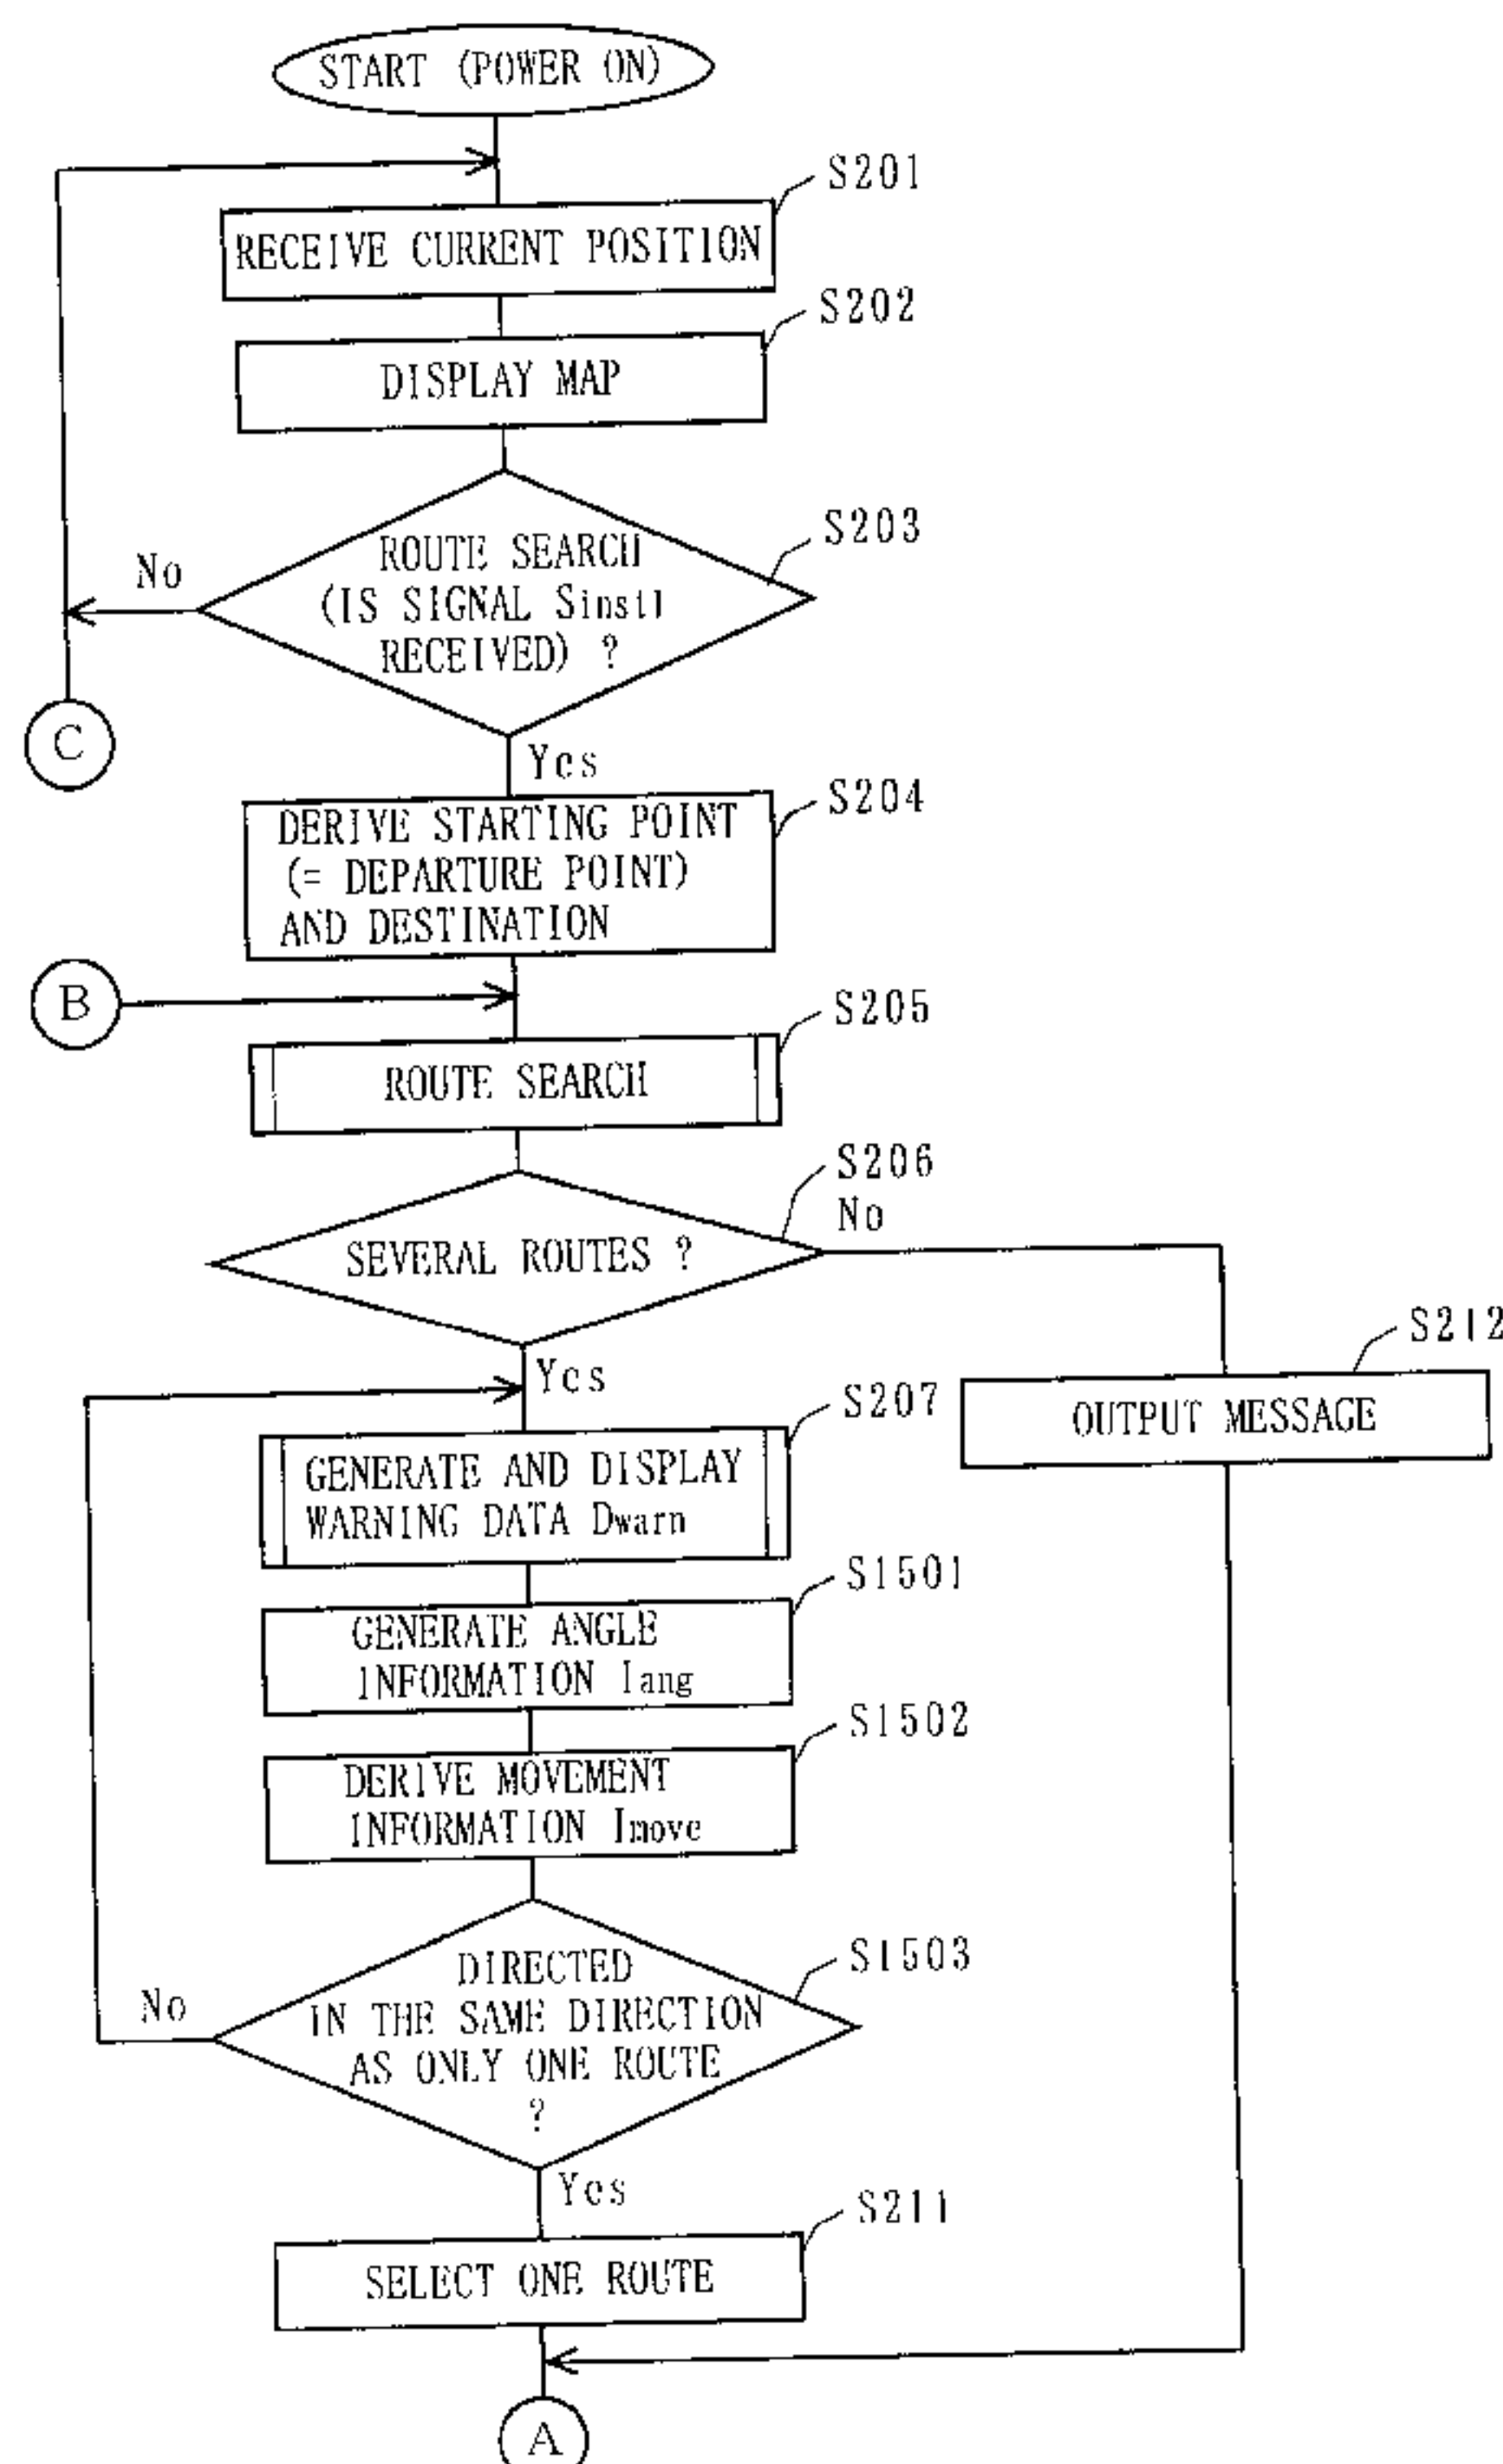 START (POWER ON)
S201
RECEIVE CURRENT POSITION
S202
DISPLAY MAP
S203
No
ROUTE SEARCH
(IS SIGNAL Sinst1
RECEIVED) ?
C
Yes
S204
DERIVE STARTING POINT
(= DEPARTURE POINT)
AND DESTINATION
B
S205
ROUTE SEARCH
S206
No
SEVERAL ROUTES ?
S212
Yes
OUTPUT MESSAGE
S207
GENERATE AND DISPLAY
WARNING DATA Dwarn
S1501
GENERATE ANGLE
INFORMATION Iang
S1502
DERIVE MOVEMENT
INFORMATION Imove
S1503
No
DIRECTED
IN THE SAME DIRECTION
AS ONLY ONE ROUTE
?
Yes
S211
SELECT ONE ROUTE
A